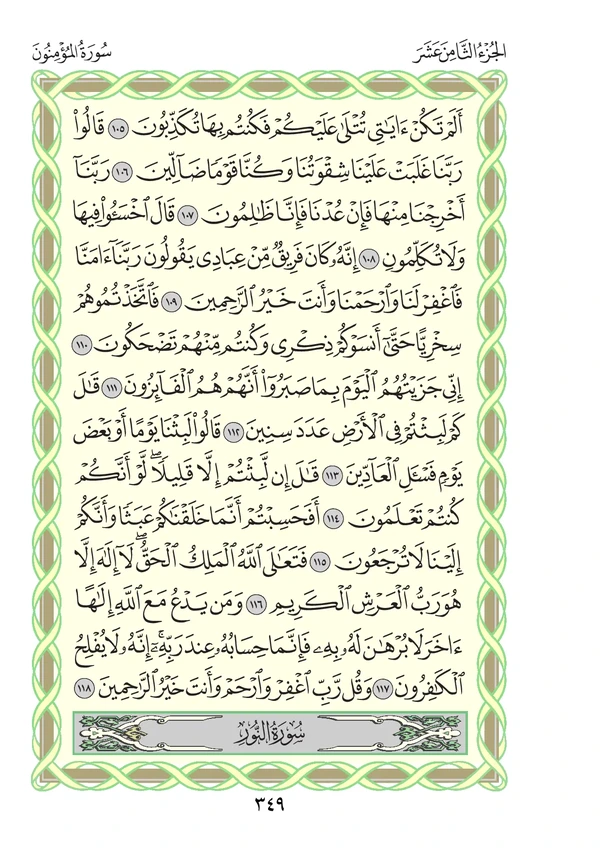 الجُزْءُ الثَّامِنَ عَشَرَ
سُورَةُ المُؤْمِنُونَ
أَلَمْ تَكُنْ ءَايَٰتِي تُتْلَىٰ عَلَيْكُمْ فَكُنتُم بِهَا تُكَذِّبُونَ ١٠٥ قَالُوا۟
رَبَّنَا غَلَبَتْ عَلَيْنَا شِقْوَتُنَا وَكُنَّا قَوْمًا ضَآلِّينَ ١٠٦ رَبَّنَآ
أَخْرِجْنَا مِنْهَا فَإِنْ عُدْنَا فَإِنَّا ظَٰلِمُونَ ١٠٧ قَالَ ٱخْسَـُٔوا۟ فِيهَا
وَلَا تُكَلِّمُونِ ١٠٨ إِنَّهُۥ كَانَ فَرِيقٌ مِّنْ عِبَادِى يَقُولُونَ رَبَّنَآ ءَامَنَّا
فَٱغْفِرْ لَنَا وَٱرْحَمْنَا وَأَنتَ خَيْرُ ٱلرَّٰحِمِينَ ١٠٩ فَٱتَّخَذْتُمُوهُمْ
سِخْرِيًّا حَتَّىٰٓ أَنسَوْكُمْ ذِكْرِى وَكُنتُم مِّنْهُمْ تَضْحَكُونَ ١١٠
إِنِّى جَزَيْتُهُمُ ٱلْيَوْمَ بِمَا صَبَرُوٓا۟ أَنَّهُمْ هُمُ ٱلْفَآئِزُونَ ١١١ قَٰلَ
كَمْ لَبِثْتُمْ فِى ٱلْأَرْضِ عَدَدَ سِنِينَ ١١٢ قَالُوا۟ لَبِثْنَا يَوْمًا أَوْ بَعْضَ
يَوْمٍ فَسْـَٔلِ ٱلْعَآدِّينَ ١١٣ قَٰلَ إِن لَّبِثْتُمْ إِلَّا قَلِيلًا ۖ لَّوْ أَنَّكُمْ
كُنتُمْ تَعْلَمُونَ ١١٤ أَفَحَسِبْتُمْ أَنَّمَا خَلَقْنَٰكُمْ عَبَثًا وَأَنَّكُمْ
إِلَيْنَا لَا تُرْجَعُونَ ١١٥ فَتَعَٰلَى ٱللَّهُ ٱلْمَلِكُ ٱلْحَقُّ ۖ لَآ إِلَٰهَ إِلَّا
هُوَ رَبُّ ٱلْعَرْشِ ٱلْكَرِيمِ ١١٦ وَمَن يَدْعُ مَعَ ٱللَّهِ إِلَٰهًا
ءَاخَرَ لَا بُرْهَٰنَ لَهُۥ بِهِۦ فَإِنَّمَا حِسَابُهُۥ عِندَ رَبِّهِۦٓ ۚ إِنَّهُۥ لَا يُفْلِحُ
ٱلْكَٰفِرُونَ ١١٧ وَقُل رَّبِّ ٱغْفِرْ وَٱرْحَمْ وَأَنتَ خَيْرُ ٱلرَّٰحِمِينَ ١١٨
سُورَةُ النُّورِ
٣٤٩